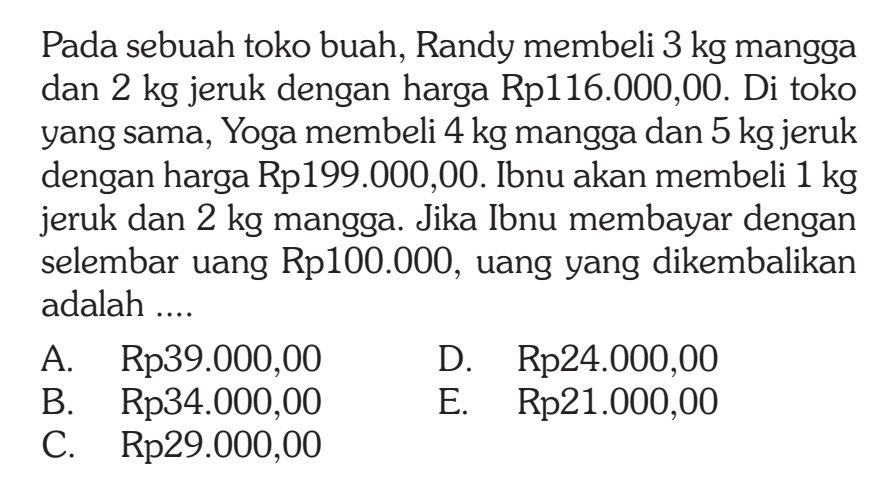 Pada sebuah toko buah, Randy membeli 3 kg mangga
dan 2 kg jeruk dengan harga Rp116.000,00. Di toko
yang sama, Yoga membeli 4 kg mangga dan 5 kg jeruk
dengan harga Rp199.000,00. Ibnu akan membeli 1 kg
jeruk dan 2 kg mangga. Jika Ibnu membayar dengan
selembar uang Rp100.000, uang yang dikembalikan
adalah ....
A. Rp39.000,00 D. Rp24.000,00
B. Rp34.000,00 E. Rp21.000,00
C. Rp29.000,00